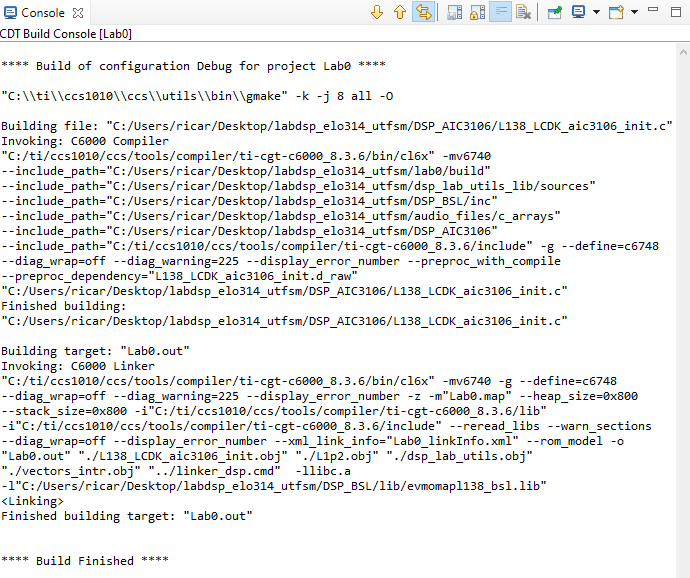 Console
CDT Build Console [Lab0]
**** Build of configuration Debug for project Lab0 ****
"C:\\ti\\ccs1010\\ccs\\utils\\bin\\gmake" -k -j 8 all -O
Building file: "C:/Users/ricar/Desktop/labdsp_elo314_utfsm/DSP_AIC3106/L138_LCDK_aic3106_init.c"
Invoking: C6000 Compiler
"C:/ti/ccs1010/ccs/tools/compiler/ti-cgt-c6000_8.3.6/bin/cl6x" -mv6740
--include_path="C:/Users/ricar/Desktop/labdsp_elo314_utfsm/lab0/build"
--include_path="C:/Users/ricar/Desktop/labdsp_elo314_utfsm/dsp_lab_utils_lib/sources"
--include_path="C:/Users/ricar/Desktop/labdsp_elo314_utfsm/DSP_BSL/inc"
--include_path="C:/Users/ricar/Desktop/labdsp_elo314_utfsm/audio_files/c_arrays"
--include_path="C:/Users/ricar/Desktop/labdsp_elo314_utfsm/DSP_AIC3106"
--include_path="C:/ti/ccs1010/ccs/tools/compiler/ti-cgt-c6000_8.3.6/include" -g --define=c6748
--diag_wrap=off --diag_warning=225 --display_error_number --preproc_with_compile
--preproc_dependency="L138_LCDK_aic3106_init.d_raw"
"C:/Users/ricar/Desktop/labdsp_elo314_utfsm/DSP_AIC3106/L138_LCDK_aic3106_init.c"
Finished building:
"C:/Users/ricar/Desktop/labdsp_elo314_utfsm/DSP_AIC3106/L138_LCDK_aic3106_init.c"
Building target: "Lab0.out"
Invoking: C6000 Linker
"C:/ti/ccs1010/ccs/tools/compiler/ti-cgt-c6000_8.3.6/bin/cl6x" -mv6740 -g --define=c6748
--diag_wrap=off --diag_warning=225 --display_error_number -z -m"Lab0.map" --heap_size=0x800
--stack_size=0x800 -i"C:/ti/ccs1010/ccs/tools/compiler/ti-cgt-c6000_8.3.6/lib"
-i"C:/ti/ccs1010/ccs/tools/compiler/ti-cgt-c6000_8.3.6/include" --reread_libs --warn_sections
--diag_wrap=off --display_error_number --xml_link_info="Lab0_linkInfo.xml" --rom_model -o
"Lab0.out" "./L138_LCDK_aic3106_init.obj" "./L1p2.obj" "./dsp_lab_utils.obj"
"./vectors_intr.obj" "../linker_dsp.cmd"  -llibc.a
-l"C:/Users/ricar/Desktop/labdsp_elo314_utfsm/DSP_BSL/lib/evmomapl138_bsl.lib"
<Linking>
Finished building target: "Lab0.out"
**** Build Finished ****